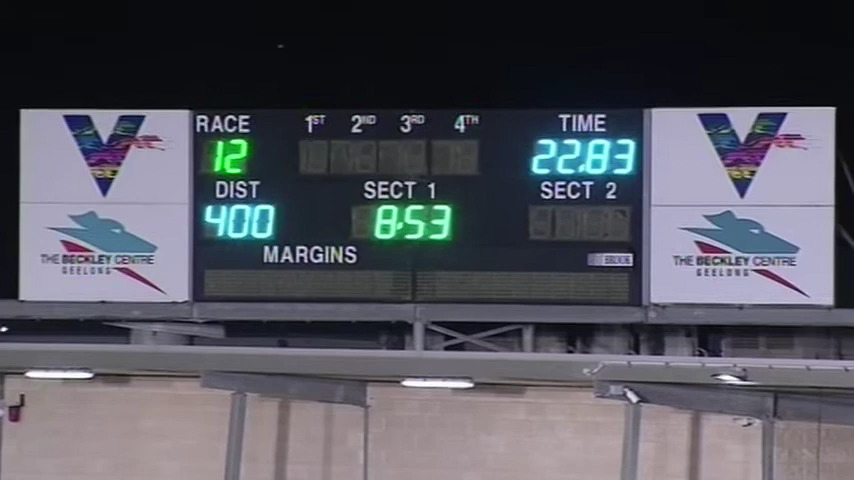 RACE 1ST 2ND 3RD 4TH TIME
12 22.83
DIST SECT 1 SECT 2
400 8.53
MARGINS
V
THE BECKLEY CENTRE
GEELONG
V
THE BECKLEY CENTRE
GEELONG